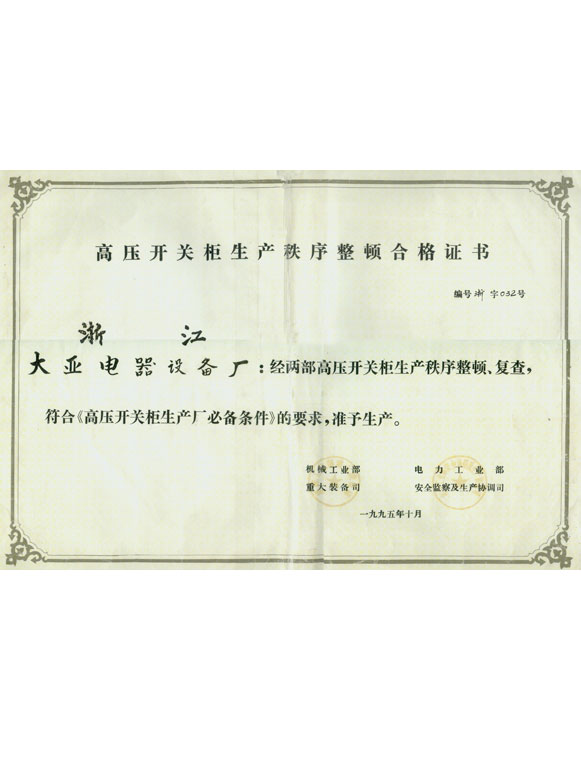 高压开关柜生产秩序整顿合格证书
编号浙字032号
浙江
大亚电器设备厂：经两部高压开关柜生产秩序整顿、复查，
符合《高压开关柜生产厂必备条件》的要求，准予生产。
机械工业部 电力工业部
重大装备司 安全监察及生产协调司
一九九五年十月